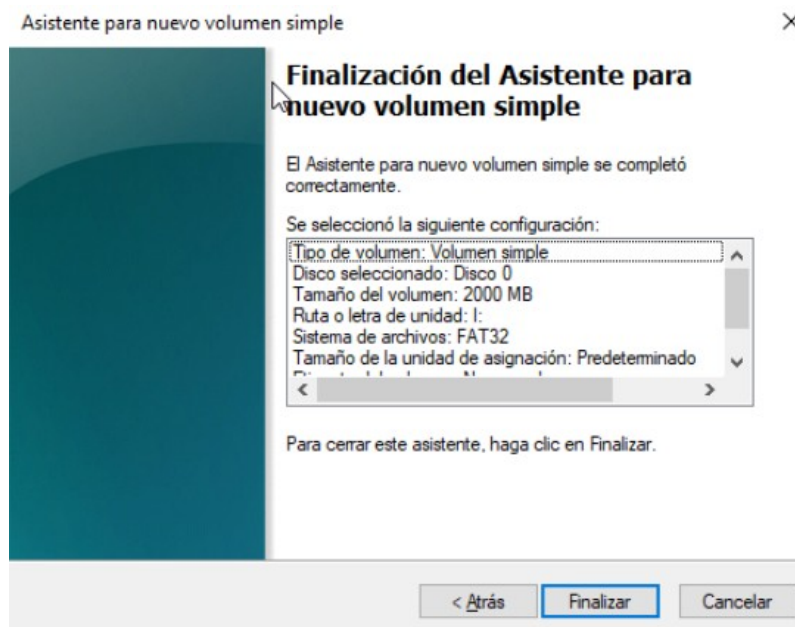 Asistente para nuevo volumen simple
Finalización del Asistente para
nuevo volumen simple
El Asistente para nuevo volumen simple se completó
correctamente.
Se seleccionó la siguiente configuración:
Tipo de volumen: Volumen simple
Disco seleccionado: Disco 0
Tamaño del volumen: 2000 MB
Ruta o letra de unidad: I:
Sistema de archivos: FAT32
Tamaño de la unidad de asignación: Predeterminado
Para cerrar este asistente, haga clic en Finalizar.
< Atrás
Finalizar
Cancelar